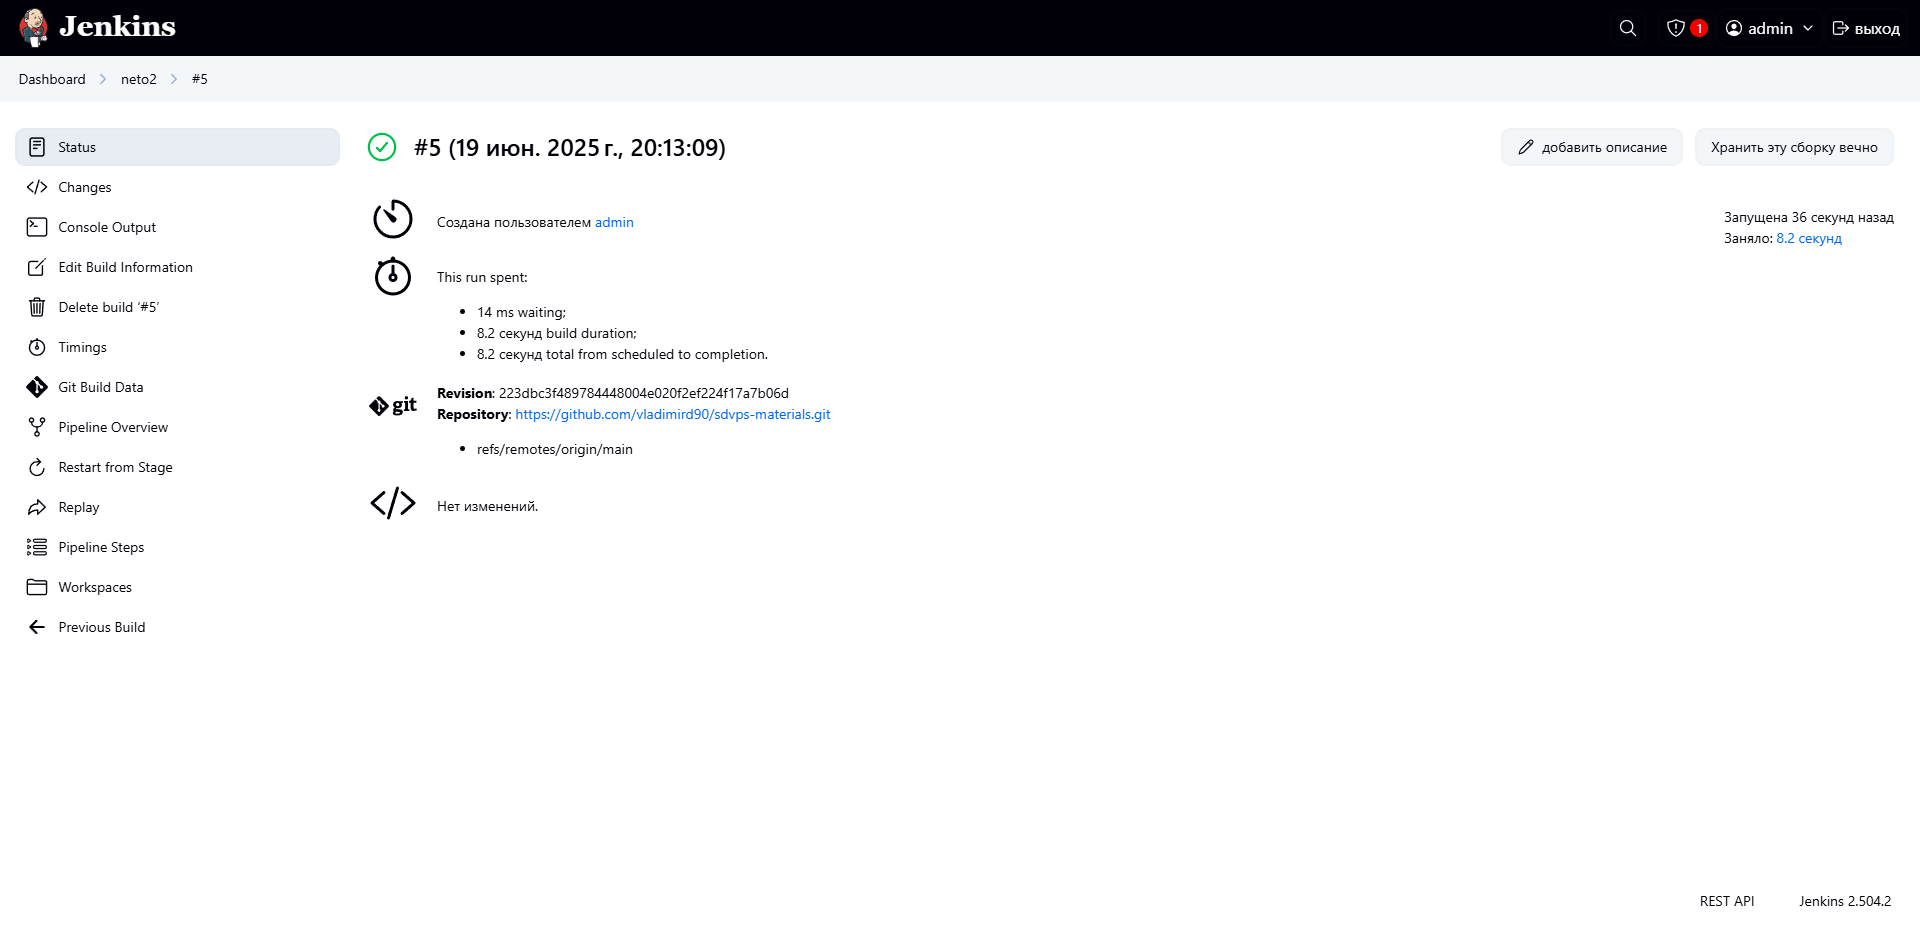 Jenkins
1
admin
выход
Dashboard
neto2
#5
Status
Changes
Console Output
Edit Build Information
Delete build ‘#5’
Timings
Git Build Data
Pipeline Overview
Restart from Stage
Replay
Pipeline Steps
Workspaces
Previous Build
#5 (19 июн. 2025 г., 20:13:09)
добавить описание
Хранить эту сборку вечно
Создана пользователем admin
Запущена 36 секунд назад
Заняло: 8.2 секунд
This run spent:
14 ms waiting;
8.2 секунд build duration;
8.2 секунд total from scheduled to completion.
git
Revision: 223dbc3f489784448004e020f2ef224f17a7b06d
Repository: https://github.com/vladimird90/sdvps-materials.git
refs/remotes/origin/main
Нет изменений.
REST API
Jenkins 2.504.2